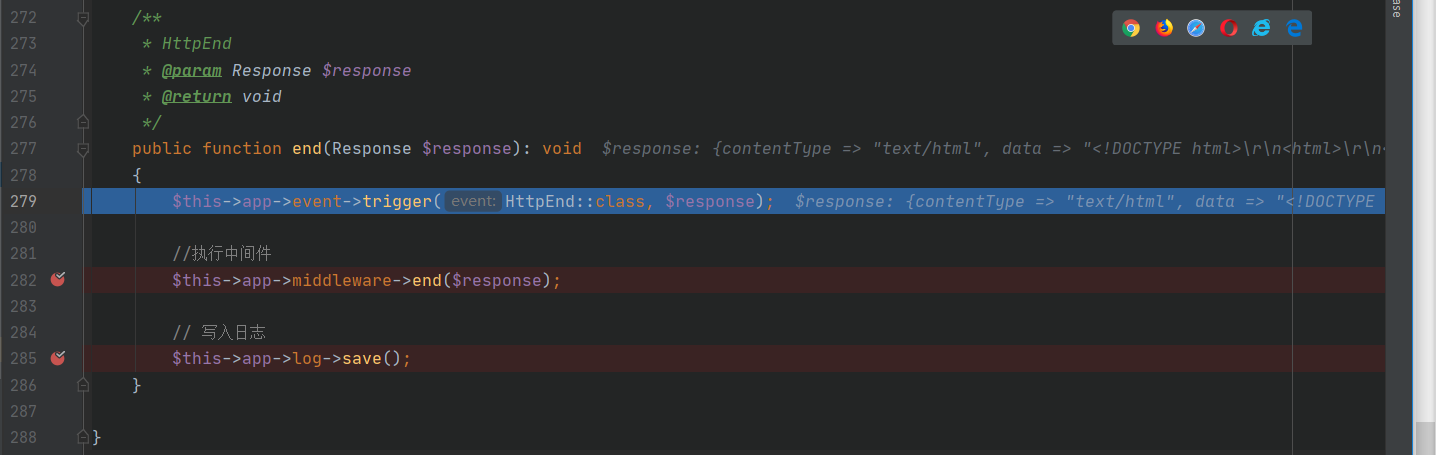 272 /**
273 * HttpEnd
274 * @param Response $response
275 * @return void
276 */
277 public function end(Response $response): void $response: {contentType => "text/html", data => "<!DOCTYPE html>\r\n<html>\r\n<
278 {
279 $this->app->event->trigger( event: HttpEnd::class, $response); $response: {contentType => "text/html", data => "<!DOCTYPE
280
281 //执行中间件
282 $this->app->middleware->end($response);
283
284 // 写入日志
285 $this->app->log->save();
286 }
287
288 }
ase